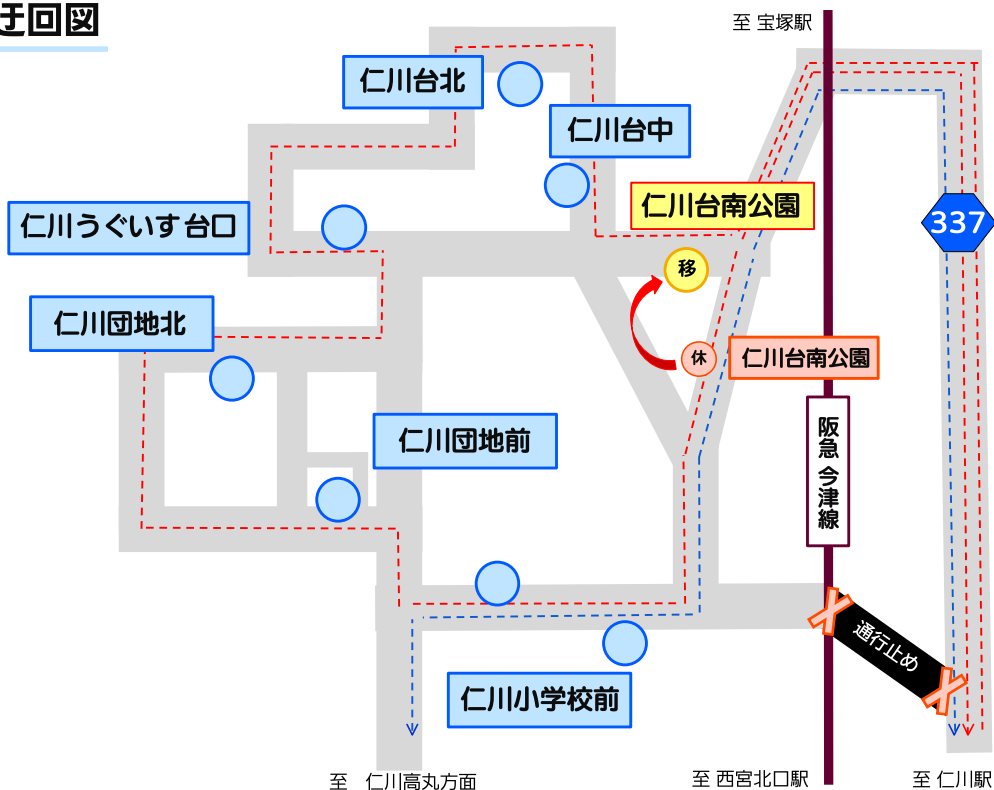 迂回図
至 宝塚駅
仁川台北
仁川台中
仁川台南公園
仁川うぐいす台口
337
移
仁川団地北
休
仁川台南公園
仁川団地前
阪急 今津線
通行止め
仁川小学校前
至 仁川高丸方面
至 西宮北口駅
至 仁川駅